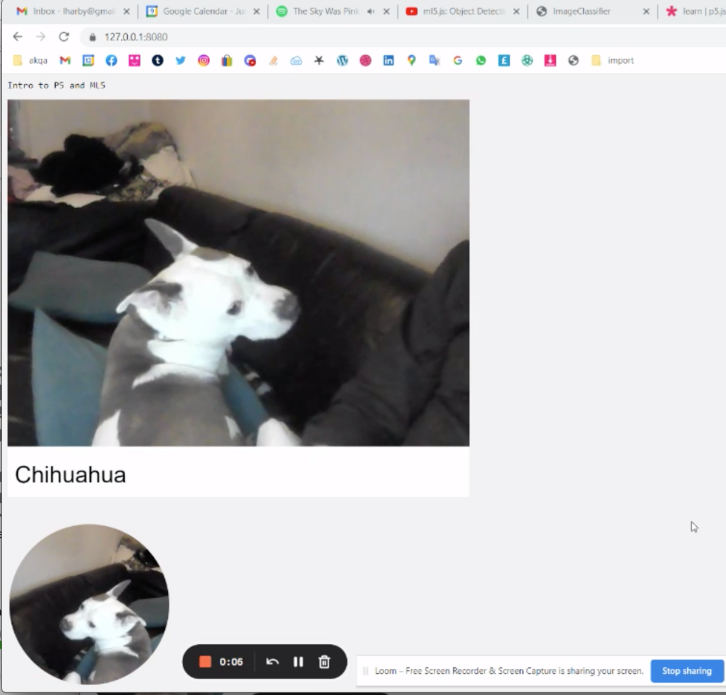 Inbox - lharby@gmai
Google Calendar - Ju
The Sky Was Pink
ml5.js: Object Detecti
ImageClassifier
learn | p5.js
127.0.0.1:8080
akqa
import
Intro to P5 and ML5
Chihuahua
0:06
Loom – Free Screen Recorder & Screen Capture is sharing your screen.
Stop sharing